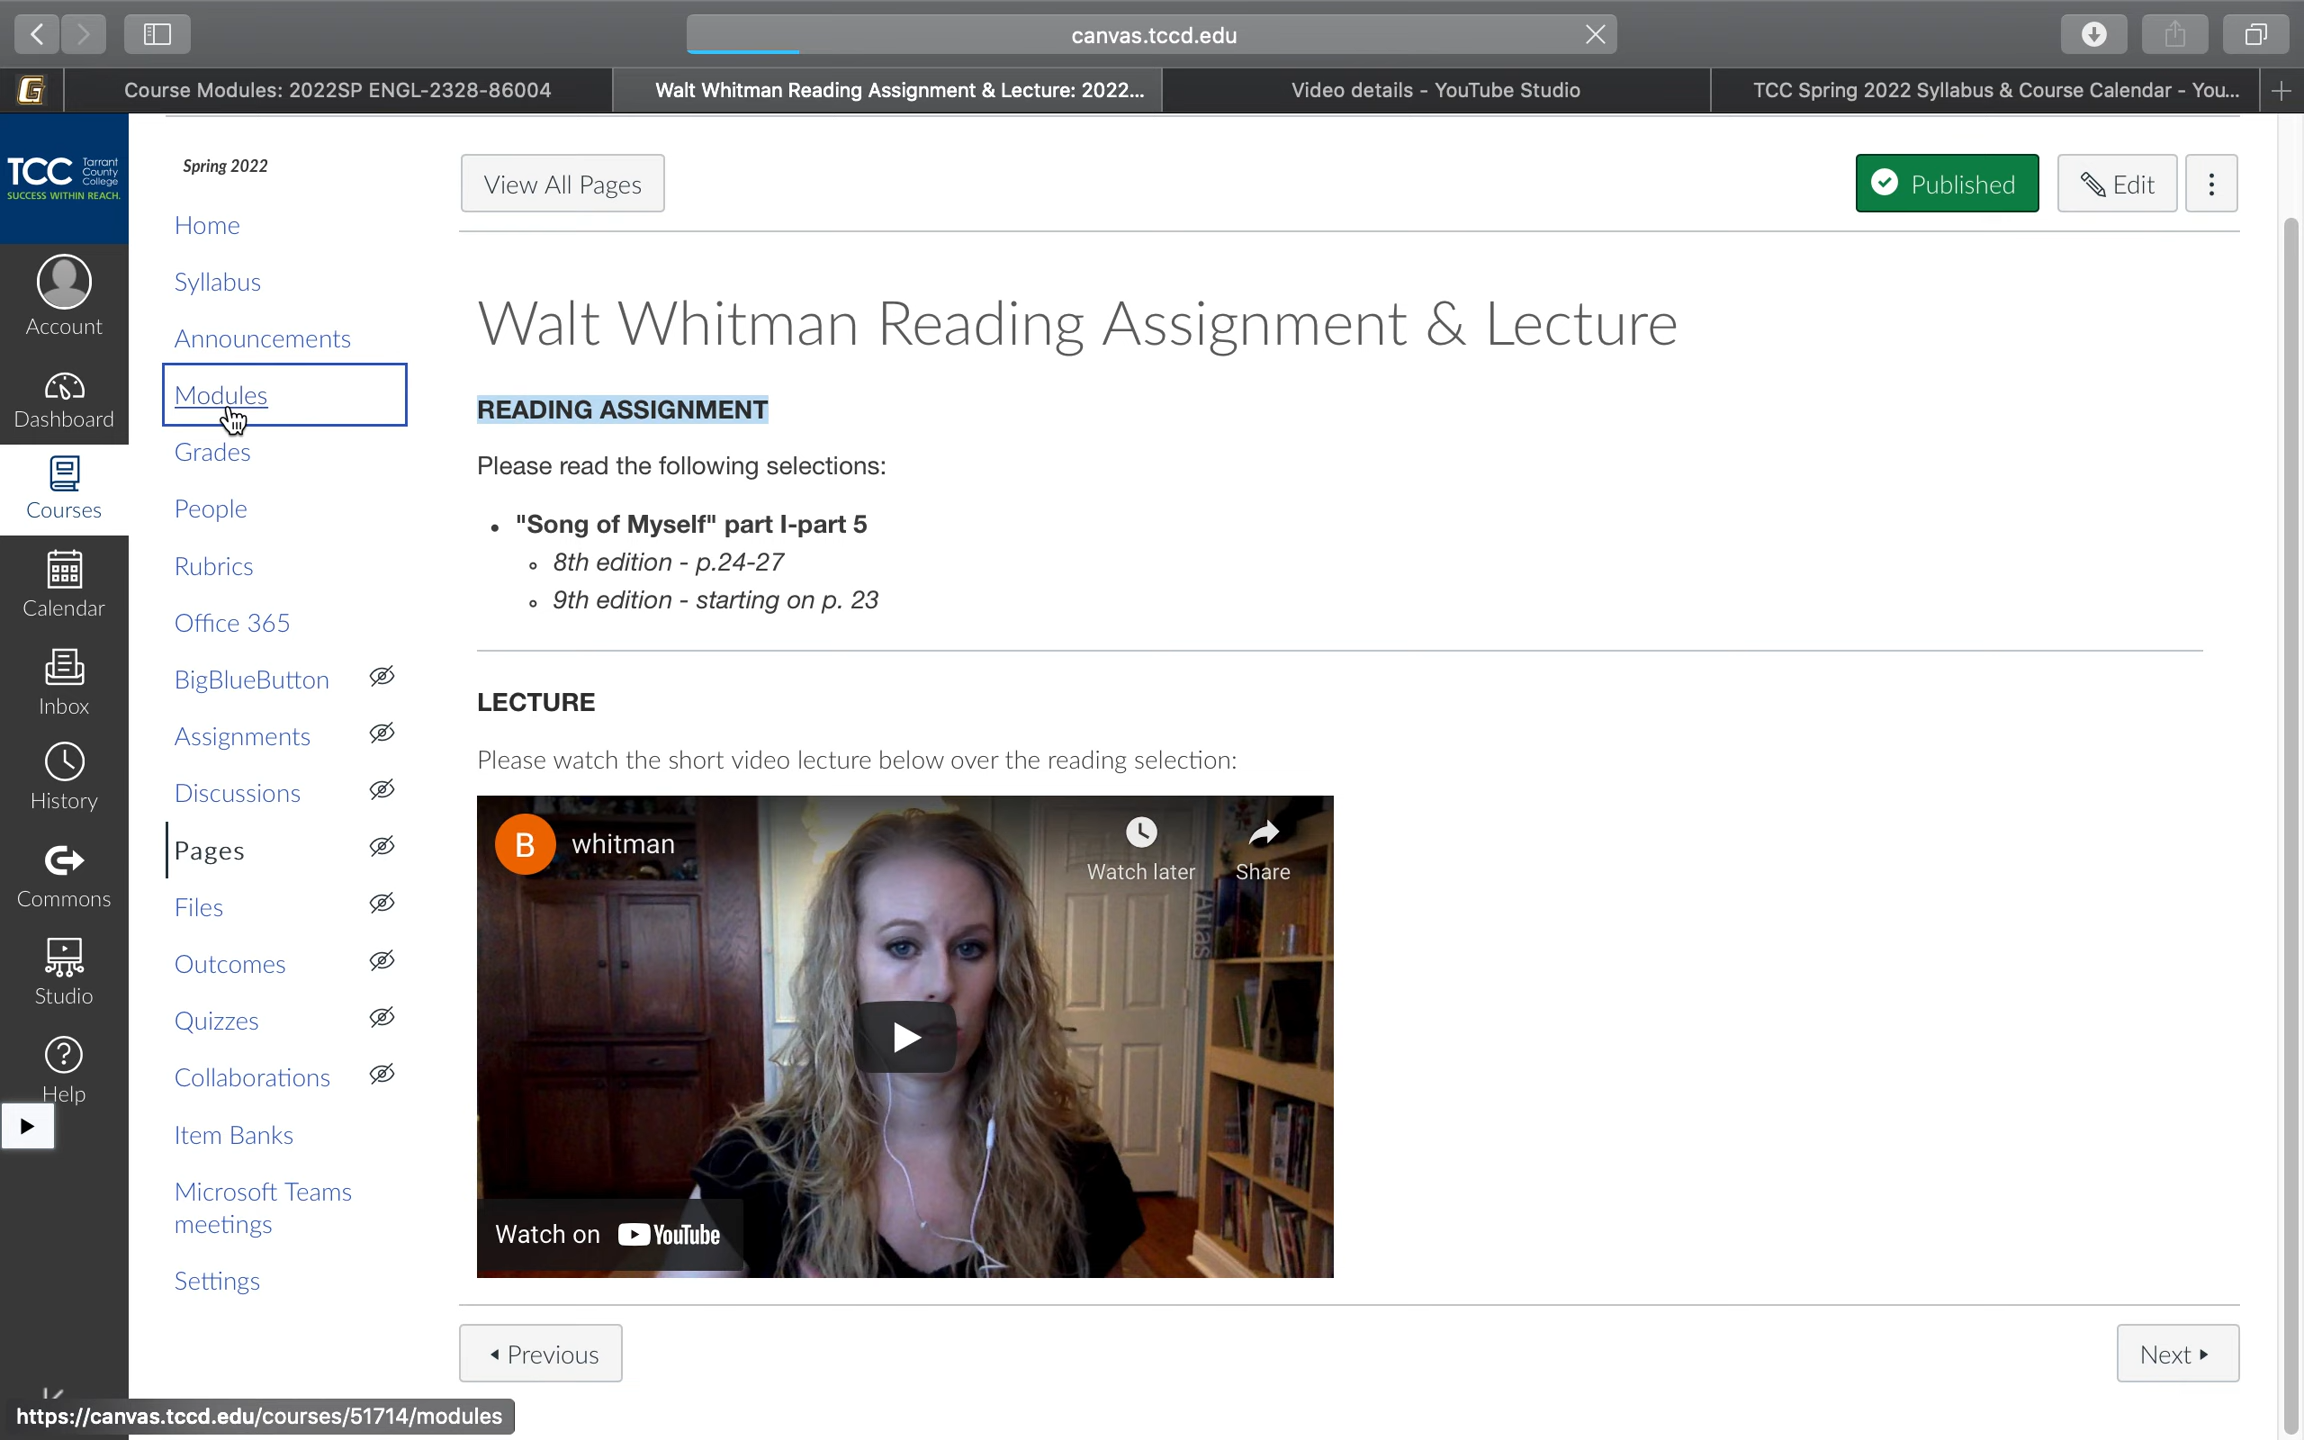 canvas.tccd.edu
G
Course Modules: 2022SP ENGL-2328-86004
Walt Whitman Reading Assignment & Lecture: 2022...
Video details - YouTube Studio
TCC Spring 2022 Syllabus & Course Calendar - You...
TCC Tarrant County College
SUCCESS WITHIN REACH.
Account
Dashboard
Courses
Calendar
Inbox
History
Commons
Studio
Help
Spring 2022
Home
Syllabus
Announcements
Modules
Grades
People
Rubrics
Office 365
BigBlueButton
Assignments
Discussions
Pages
Files
Outcomes
Quizzes
Collaborations
Item Banks
Microsoft Teams
meetings
Settings
View All Pages
Published
Edit
Walt Whitman Reading Assignment & Lecture
READING ASSIGNMENT
Please read the following selections:
"Song of Myself" part I-part 5
8th edition - p.24-27
9th edition - starting on p. 23
LECTURE
Please watch the short video lecture below over the reading selection:
B whitman
Watch later
Share
Atlas
Watch on YouTube
Previous
Next
https://canvas.tccd.edu/courses/51714/modules